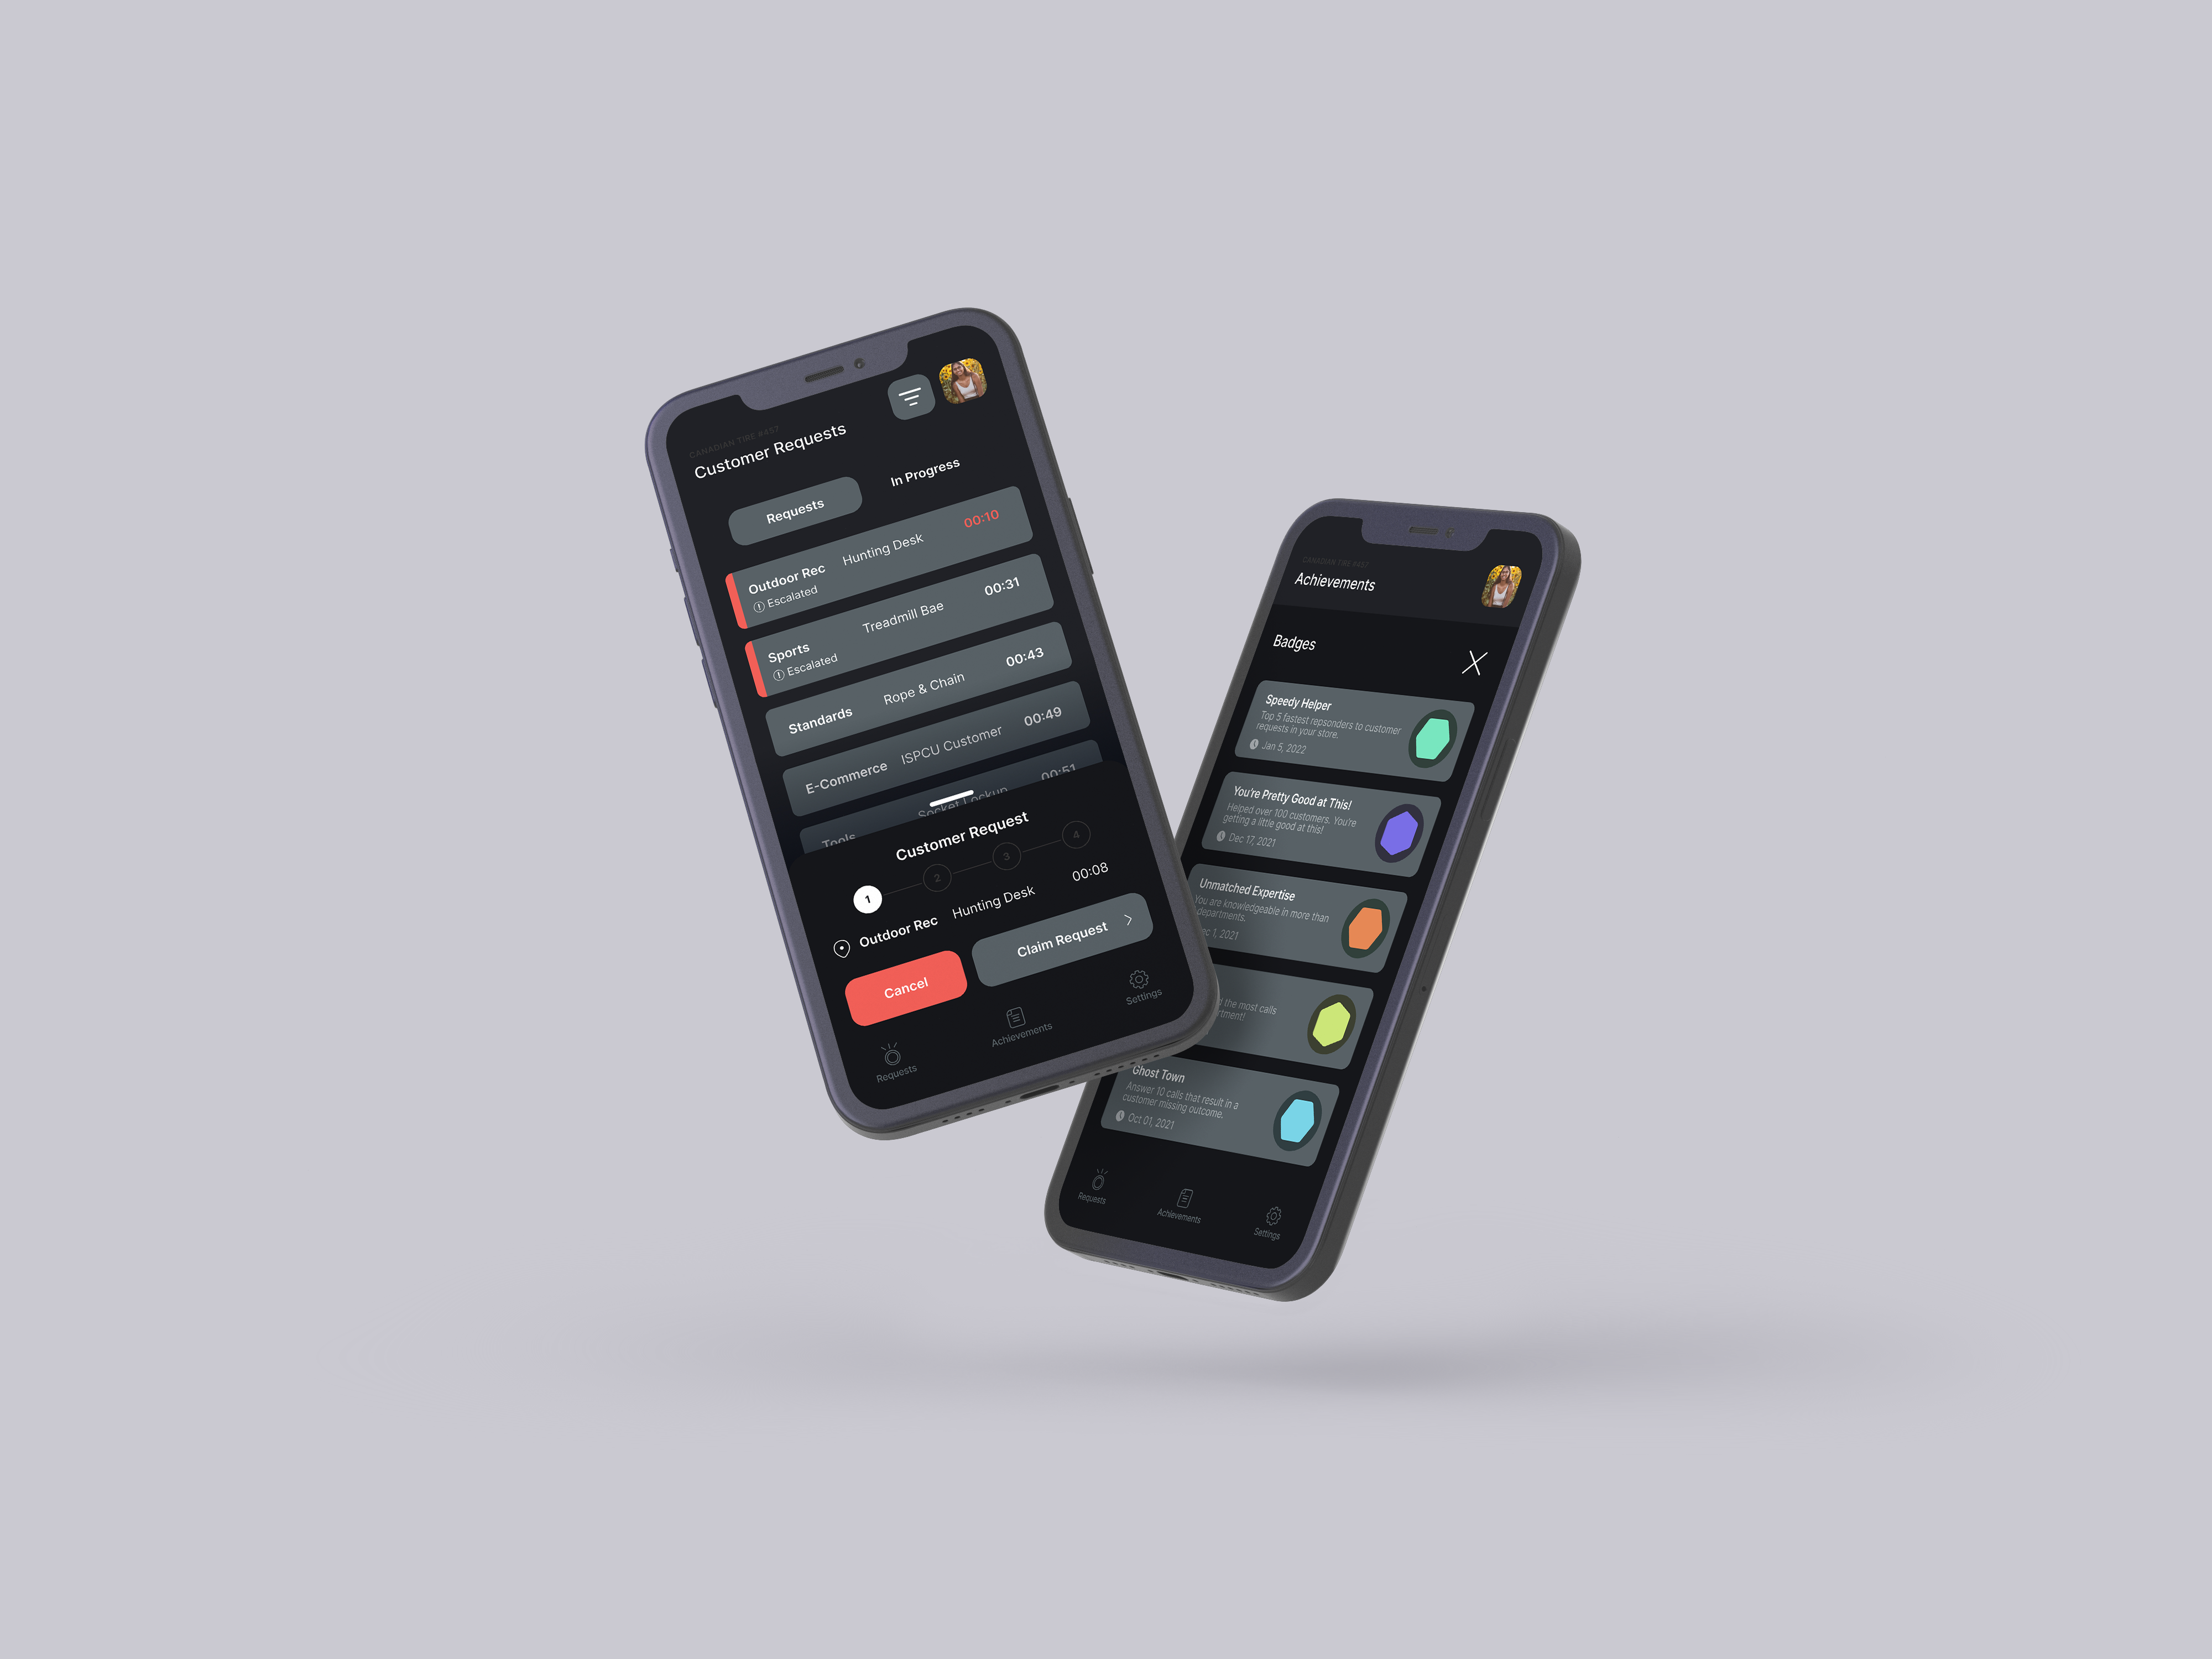 CANADIAN TIRE #457
Customer Requests
Requests
In Progress
Outdoor Rec
Hunting Desk
00:10
Escalated
Sports
Treadmill Bae
00:31
Escalated
Standards
Rope & Chain
00:43
E-Commerce
ISPCU Customer
00:49
Tools
Socket Lockup
00:51
Customer Request
1
2
3
4
Outdoor Rec
Hunting Desk
00:08
Cancel
Claim Request
Requests
Achievements
Settings
CANADIAN TIRE #457
Achievements
Badges
Speedy Helper
Top 5 fastest repsonders to customer
requests in your store.
Jan 5, 2022
You're Pretty Good at This!
Helped over 100 customers. You're
getting a little good at this!
Dec 17, 2021
Unmatched Expertise
You are knowledgeable in more than
departments.
1, 2021
the most calls
Ghost Town
Answer 10 calls that result in a
customer missing outcome.
Oct 01, 2021
Requests
Achievements
Settings